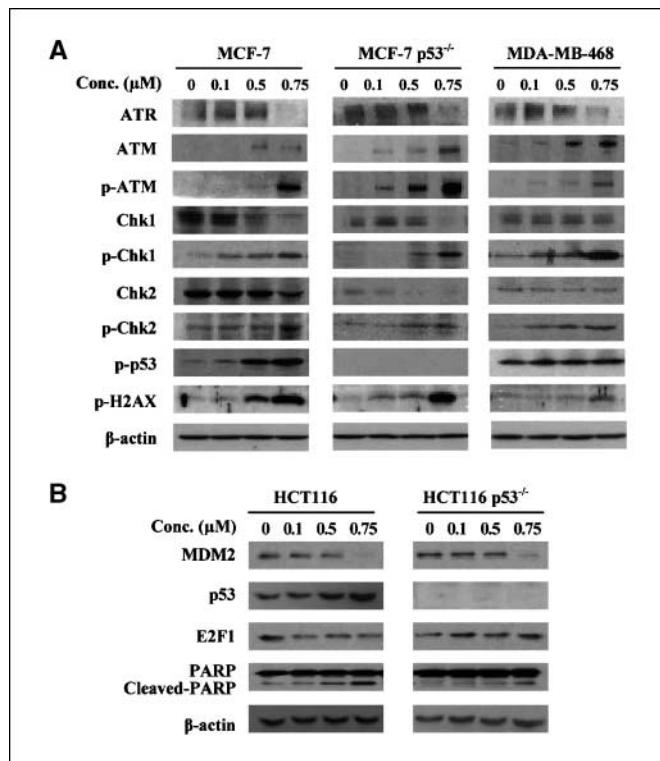 A
MCF-7 MCF-7 p53-/- MDA-MB-468
Conc. (µM) 0 0.1 0.5 0.75 0 0.1 0.5 0.75 0 0.1 0.5 0.75
ATR
ATM
p-ATM
Chk1
p-Chk1
Chk2
p-Chk2
p-p53
p-H2AX
β-actin
B
HCT116 HCT116 p53-/-
Conc. (µM) 0 0.1 0.5 0.75 0 0.1 0.5 0.75
MDM2
p53
E2F1
PARP
Cleaved-PARP
β-actin